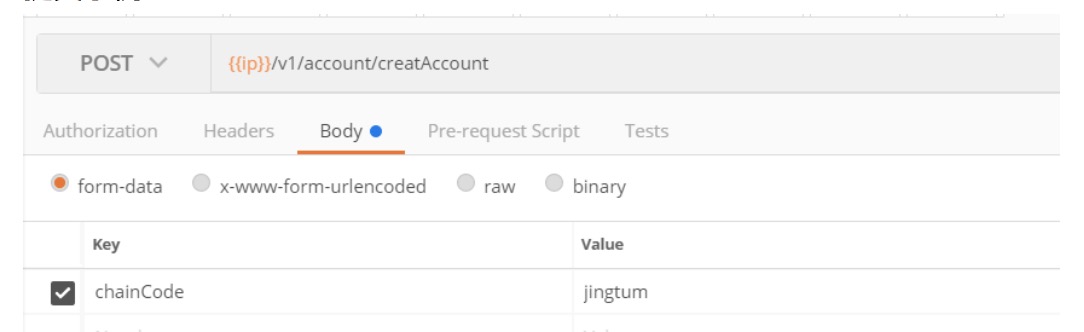 POST {{ip}}/v1/account/creatAccount
Authorization Headers Body Pre-request Script Tests
form-data x-www-form-urlencoded raw binary
Key Value
chainCode jingtum